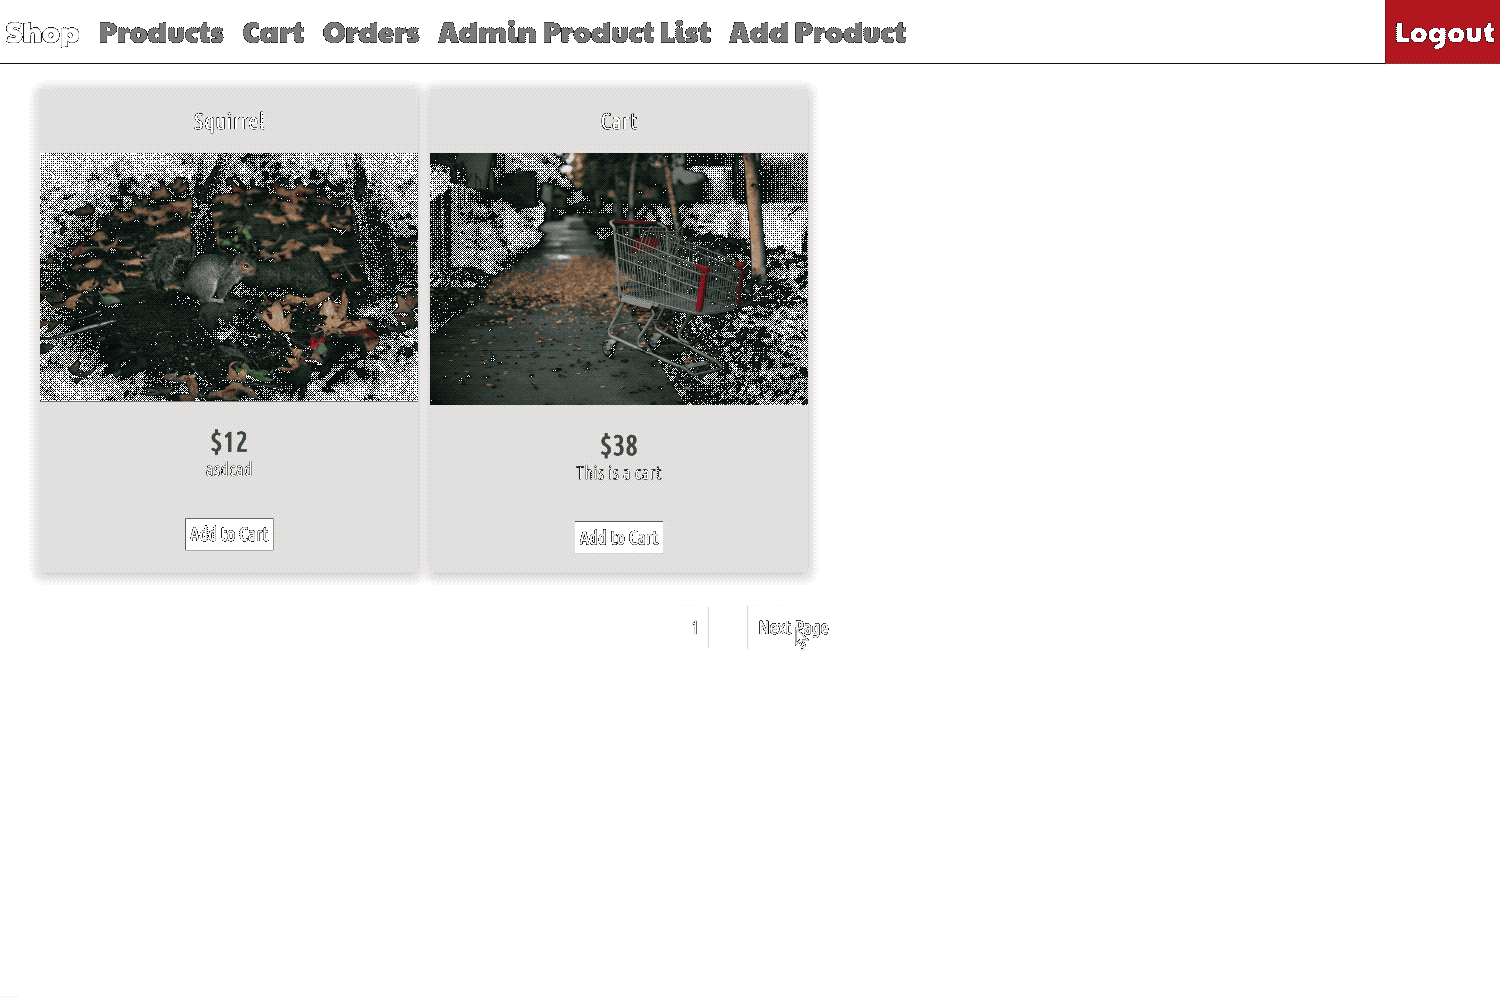 Shop Products Cart Orders Admin Product List Add Product Logout
Squirrel Cart
$12 $38
asdcad This is a cart
Add to Cart Add to Cart
1 Next Page